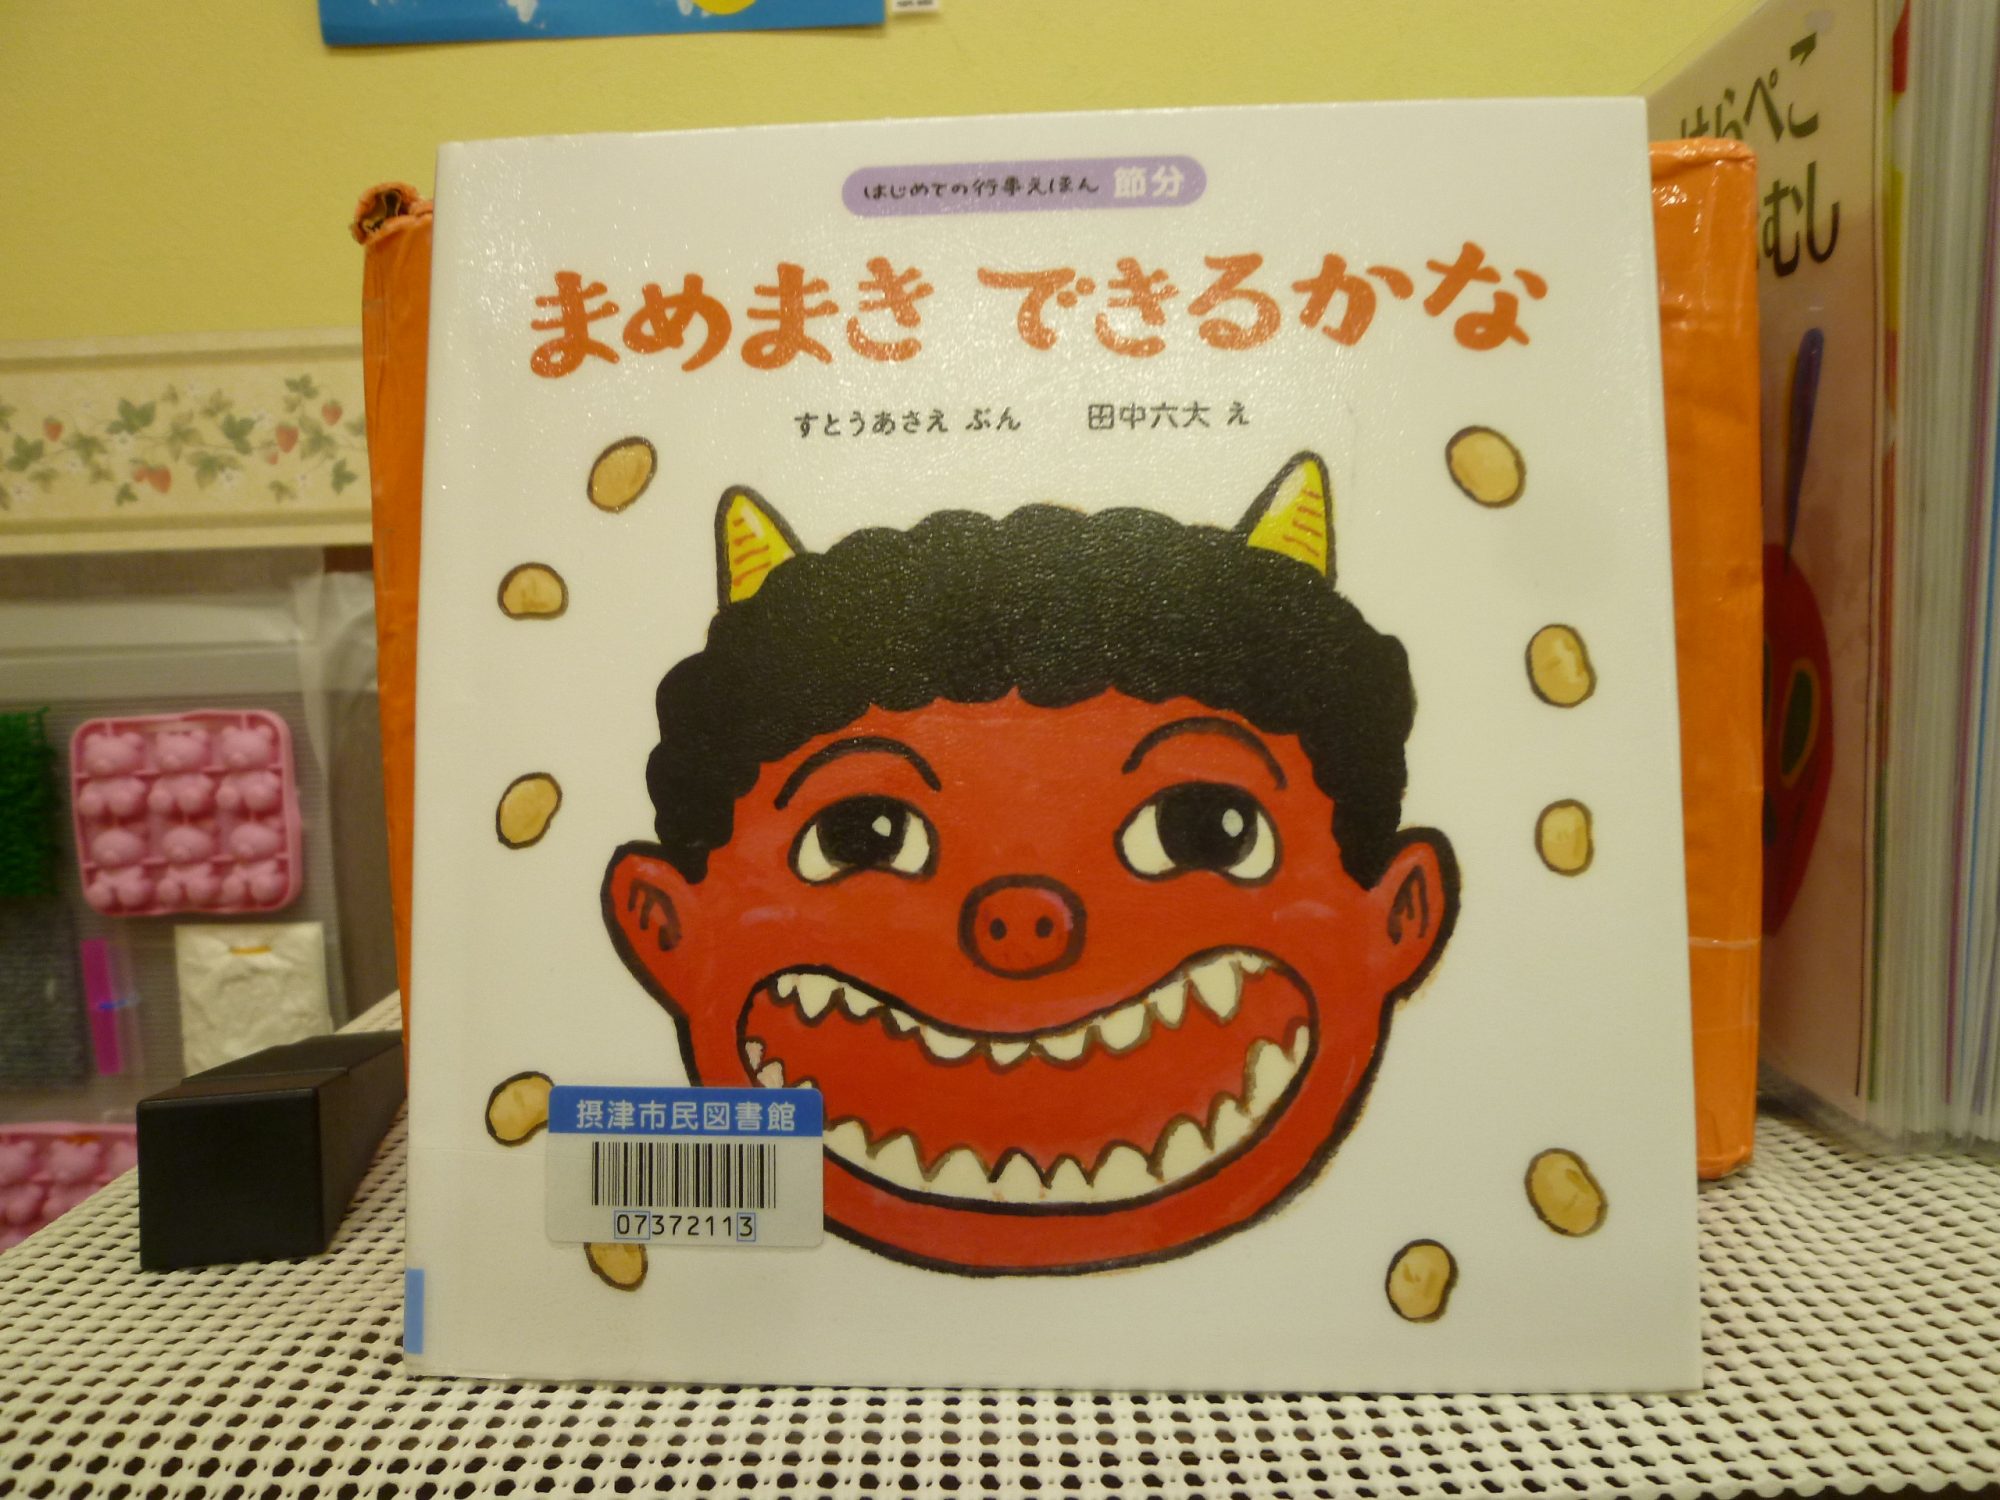 はじめての行事えほん 節分
まめまき できるかな
すとうあさえ ぶん 田中六大 え
摂津市民図書館
073721113
はらぺこ
むし